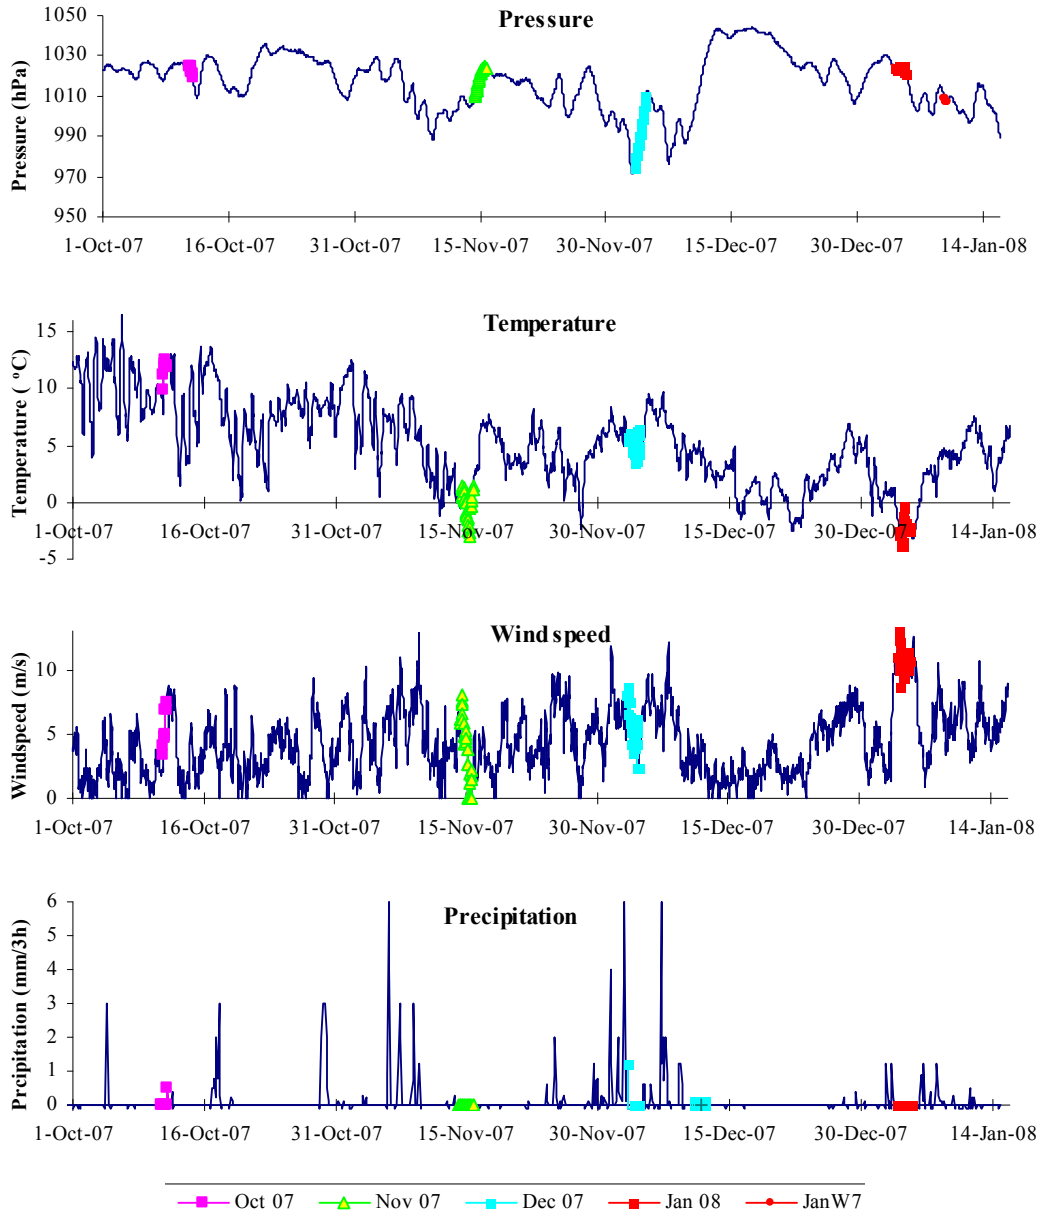 Pressure
1050
1030
1010
990
970
950
Pressure (hPa)
1-Oct-07 16-Oct-07 31-Oct-07 15-Nov-07 30-Nov-07 15-Dec-07 30-Dec-07 14-Jan-08
Temperature
15
10
5
0
-5
Temperature ( °C)
1-Oct-07 16-Oct-07 31-Oct-07 15-Nov-07 30-Nov-07 15-Dec-07 30-Dec-07 14-Jan-08
Wind speed
10
5
0
Windspeed (m/s)
1-Oct-07 16-Oct-07 31-Oct-07 15-Nov-07 30-Nov-07 15-Dec-07 30-Dec-07 14-Jan-08
Precipitation
6
5
4
3
2
1
0
Prcipitation (mm/3h)
1-Oct-07 16-Oct-07 31-Oct-07 15-Nov-07 30-Nov-07 15-Dec-07 30-Dec-07 14-Jan-08
Oct 07 Nov 07 Dec 07 Jan 08 JanW7